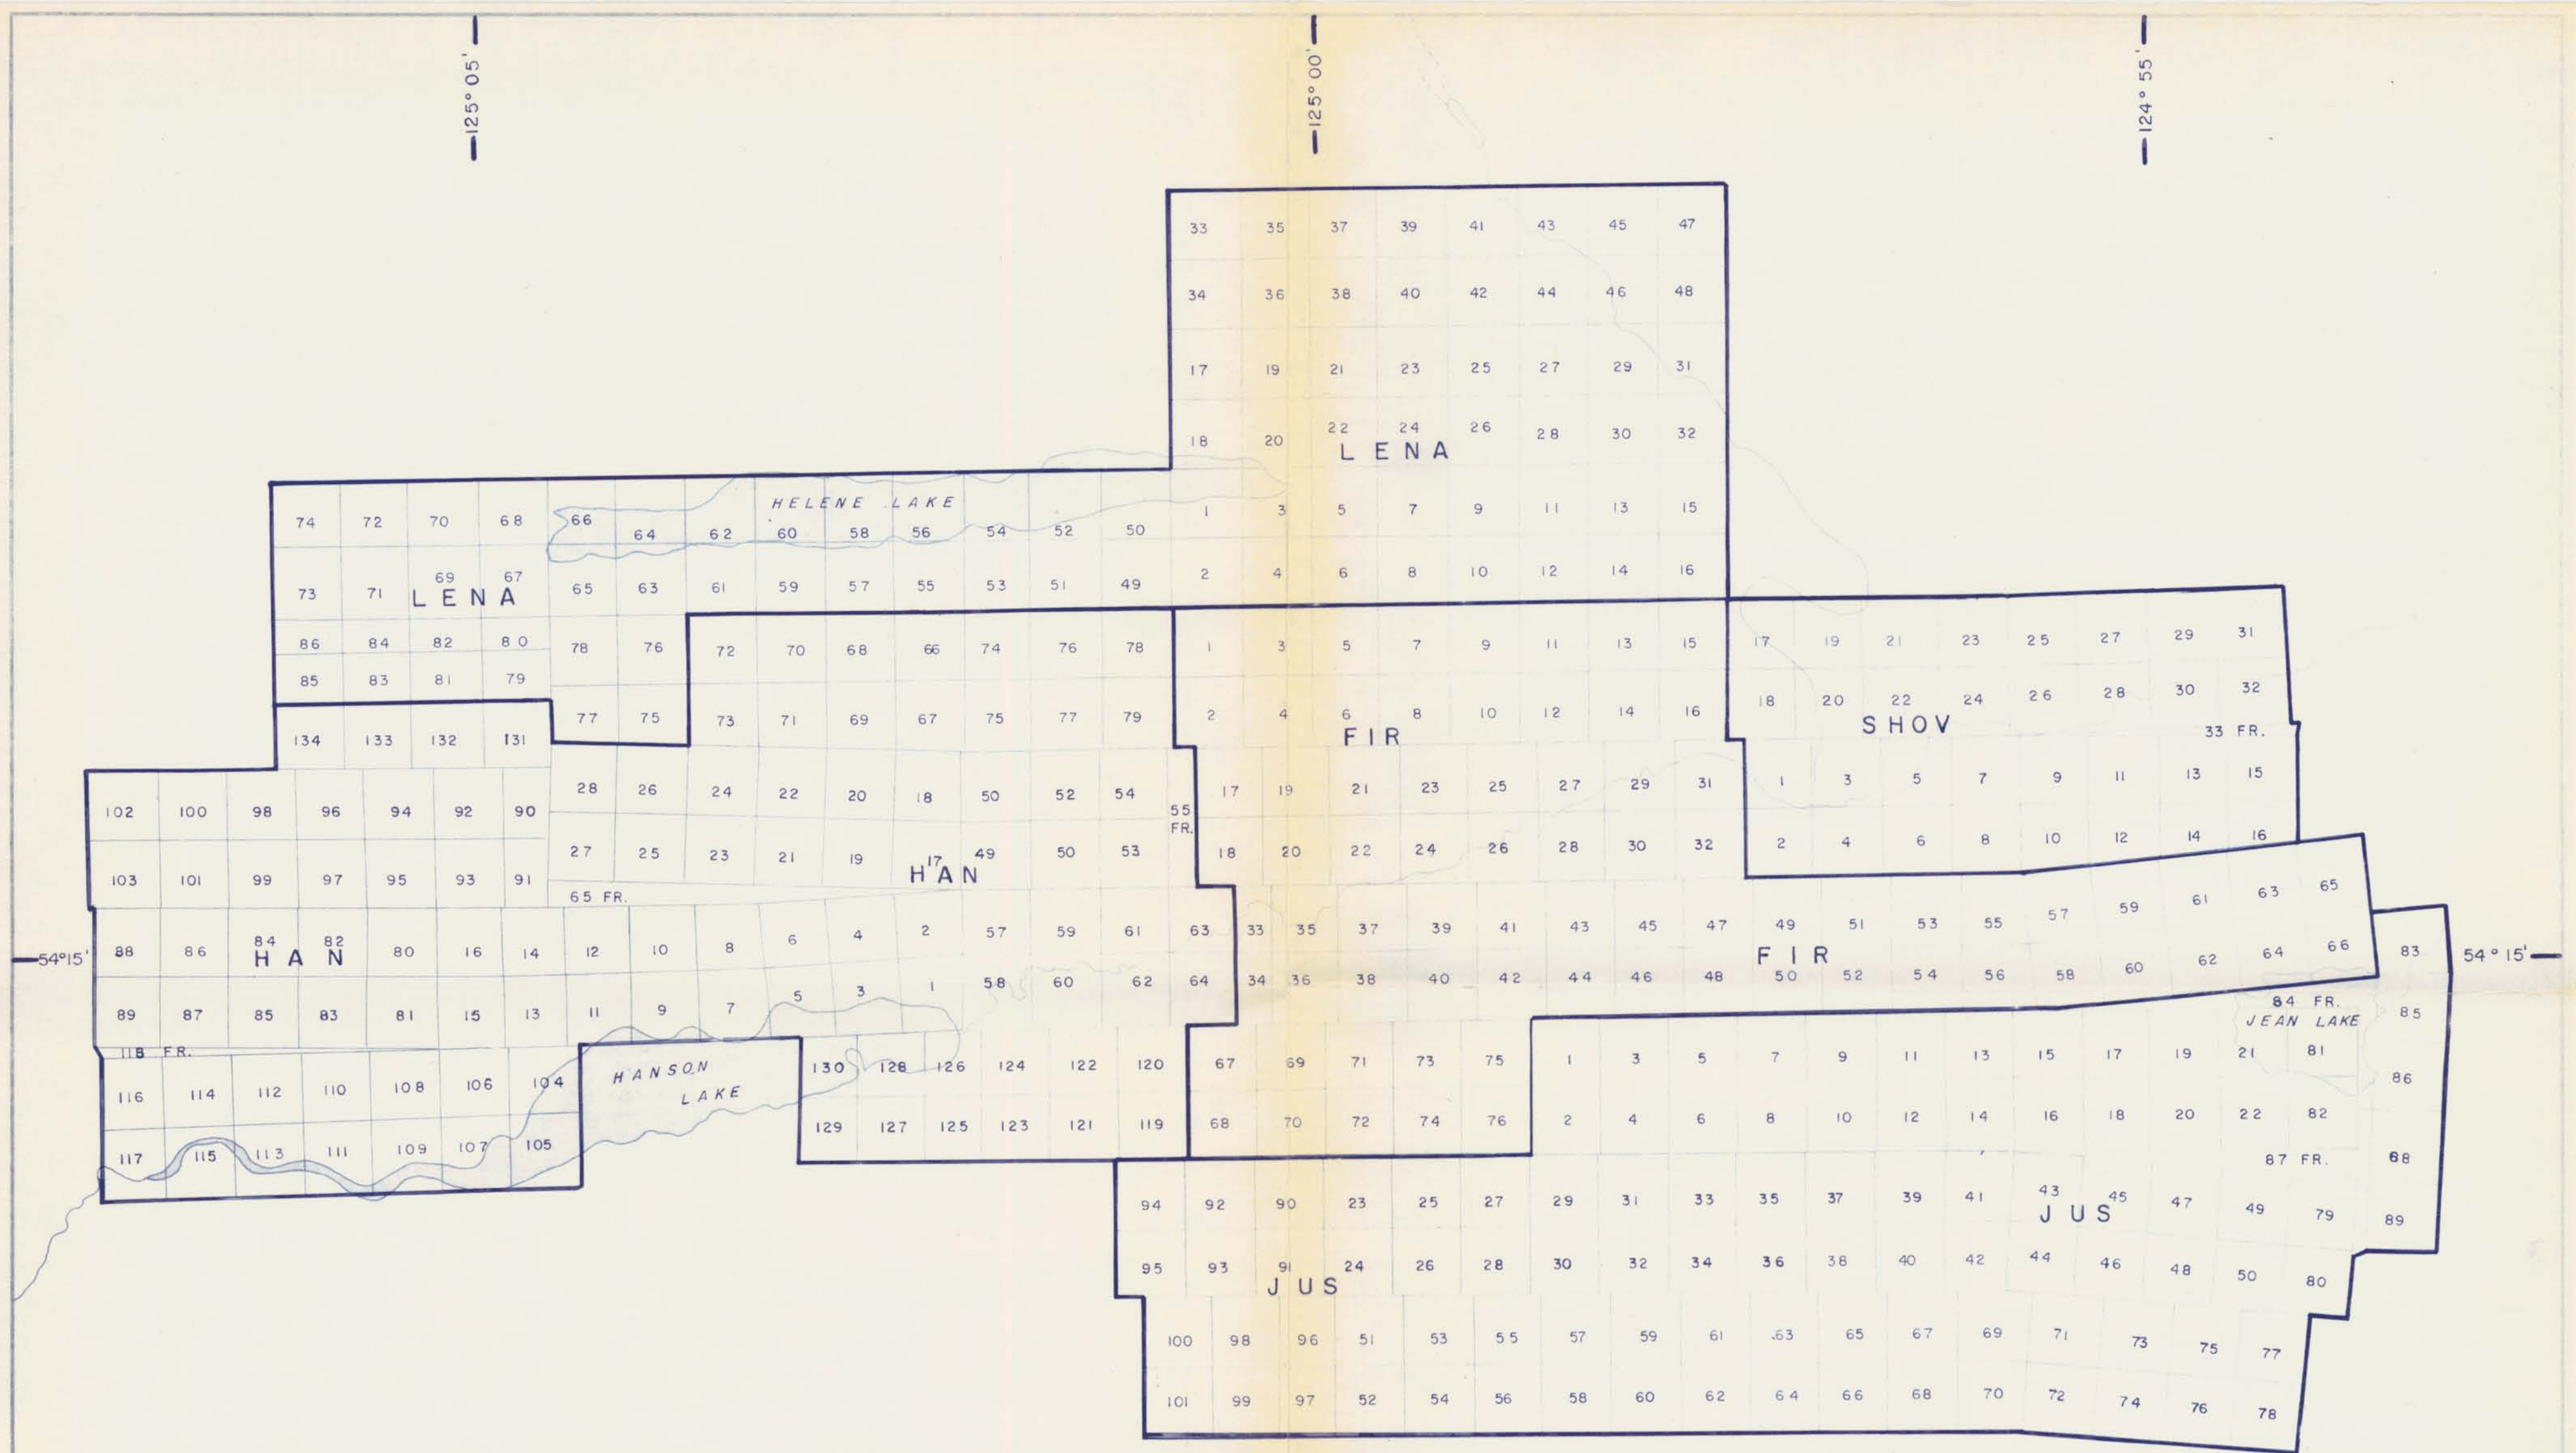 125° 05' 125° 00' 124° 55'
33 35 37 39 41 43 45 47
34 36 38 40 42 44 46 48
17 19 21 23 25 27 29 31
18 20 22 24 26 28 30 32
LENA
HELENE LAKE
74 72 70 68 66 64 62 60 58 56 54 52 50 1 3 5 7 9 11 13 15
73 71 69 67 65 63 61 59 57 55 53 51 49 2 4 6 8 10 12 14 16
LENA
86 84 82 80 78 76 72 70 68 66 74 76 78 1 3 5 7 9 11 13 15 17 19 21 23 25 27 29 31
85 83 81 79
77 75 73 71 69 67 75 77 79 2 4 6 8 10 12 14 16 18 20 22 24 26 28 30 32
FIR SHOV 33 FR.
134 133 132 131
102 100 98 96 94 92 90 28 26 24 22 20 18 50 52 54 55 FR. 17 19 21 23 25 27 29 31 1 3 5 7 9 11 13 15
103 101 99 97 95 93 91 27 25 23 21 19 17 49 50 53 18 20 22 24 26 28 30 32 2 4 6 8 10 12 14 16
HAN
65 FR.
88 86 84 82 80 16 14 12 10 8 6 4 2 57 59 61 63 33 35 37 39 41 43 45 47 49 51 53 55 57 59 61 63 65
54°15' HAN FIR 83 54°15'
89 87 85 83 81 15 13 11 9 7 5 3 1 58 60 62 64 34 36 38 40 42 44 46 48 50 52 54 56 58 60 62 64 66
84 FR. 85
JEAN LAKE
118 FR.
116 114 112 110 108 106 104 HANSON LAKE 130 128 126 124 122 120 67 69 71 73 75 1 3 5 7 9 11 13 15 17 19 21 81 86
117 115 113 111 109 107 105 129 127 125 123 121 119 68 70 72 74 76 2 4 6 8 10 12 14 16 18 20 22 82
87 FR. 88
94 92 90 23 25 27 29 31 33 35 37 39 41 43 45 47 49 79 89
JUS
95 93 91 24 26 28 30 32 34 36 38 40 42 44 46 48 50 80
JUS
100 98 96 51 53 55 57 59 61 63 65 67 69 71 73 75 77
101 99 97 52 54 56 58 60 62 64 66 68 70 72 74 76 78